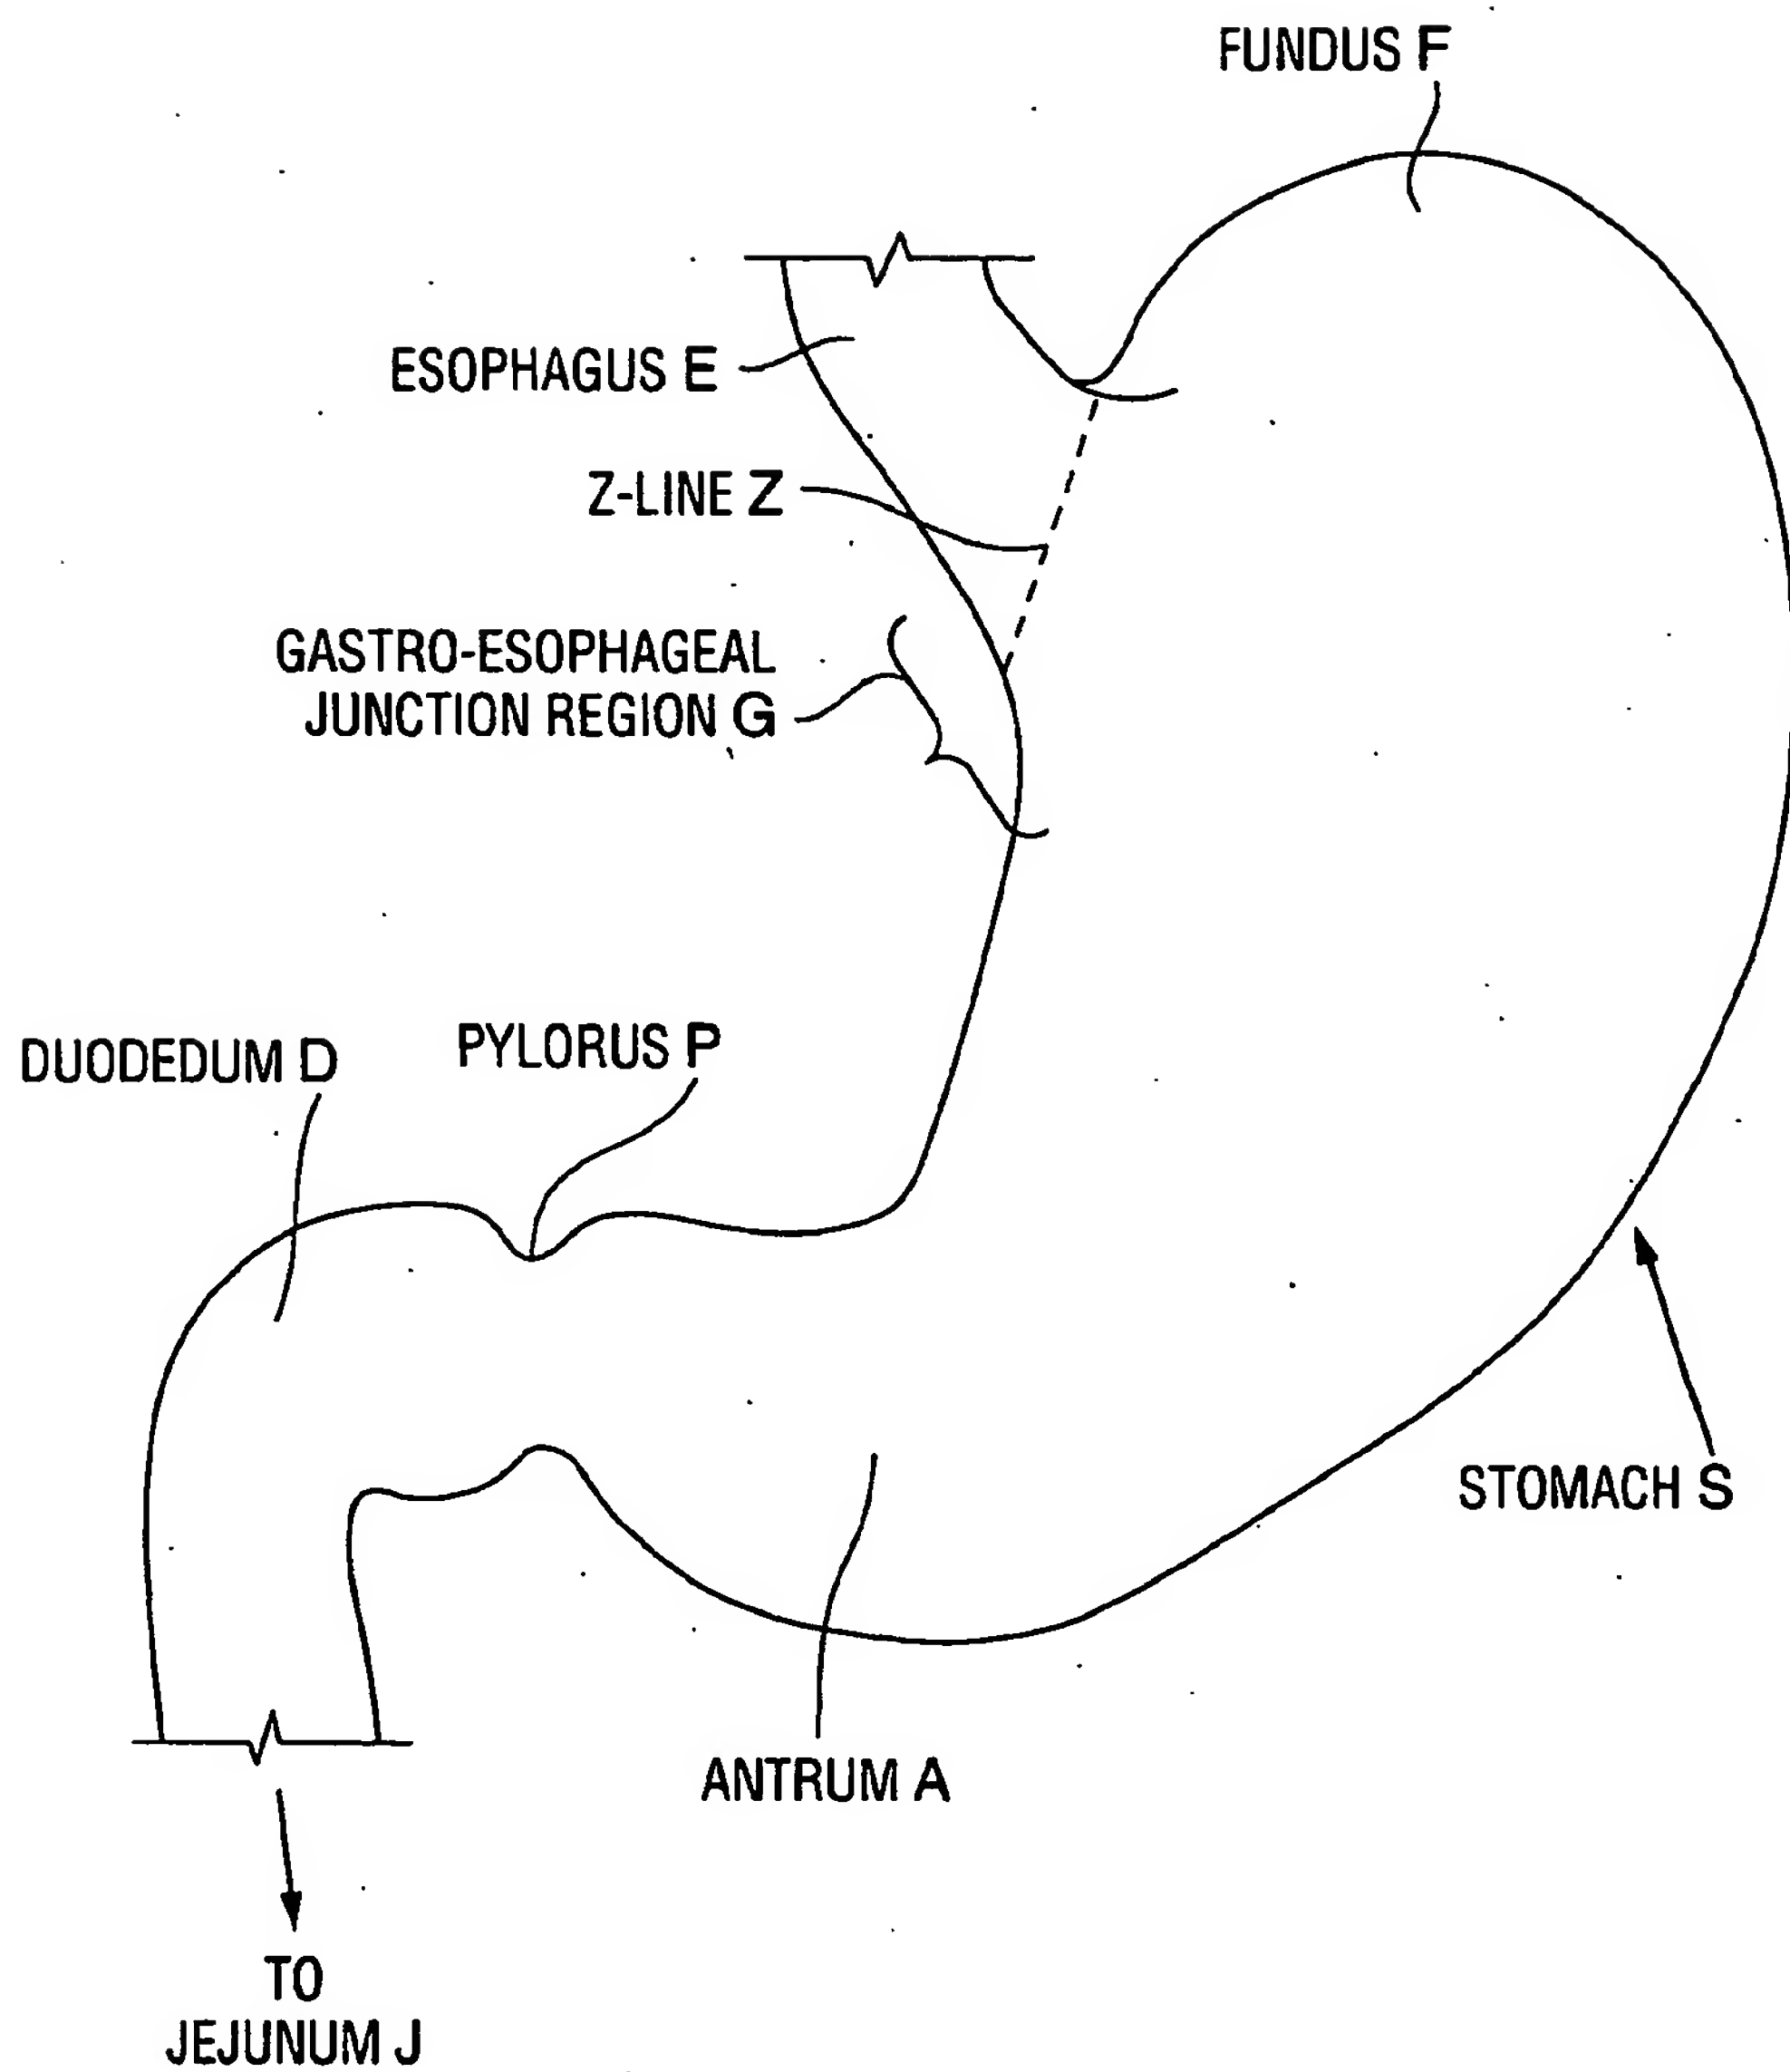 FUNDUS F
ESOPHAGUS E
Z-LINE Z
GASTRO-ESOPHAGEAL
JUNCTION REGION G
DUODEDUM D
PYLORUS P
STOMACH S
ANTRUM A
TO
JEJUNUM J